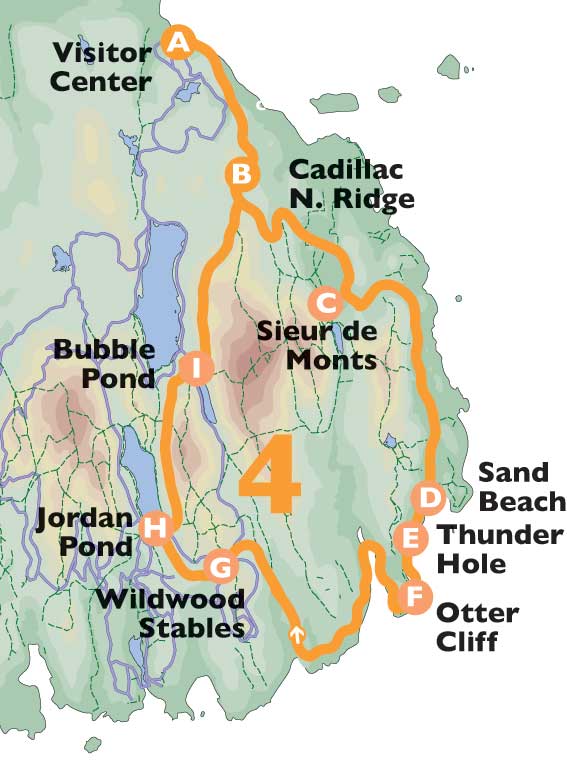 A
Visitor
Center
B
Cadillac
N. Ridge
C
Sieur de
Monts
Bubble
Pond
I
4
Sand
Beach
D
Jordan
Pond
H
E
Thunder
Hole
G
Wildwood
Stables
F
Otter
Cliff